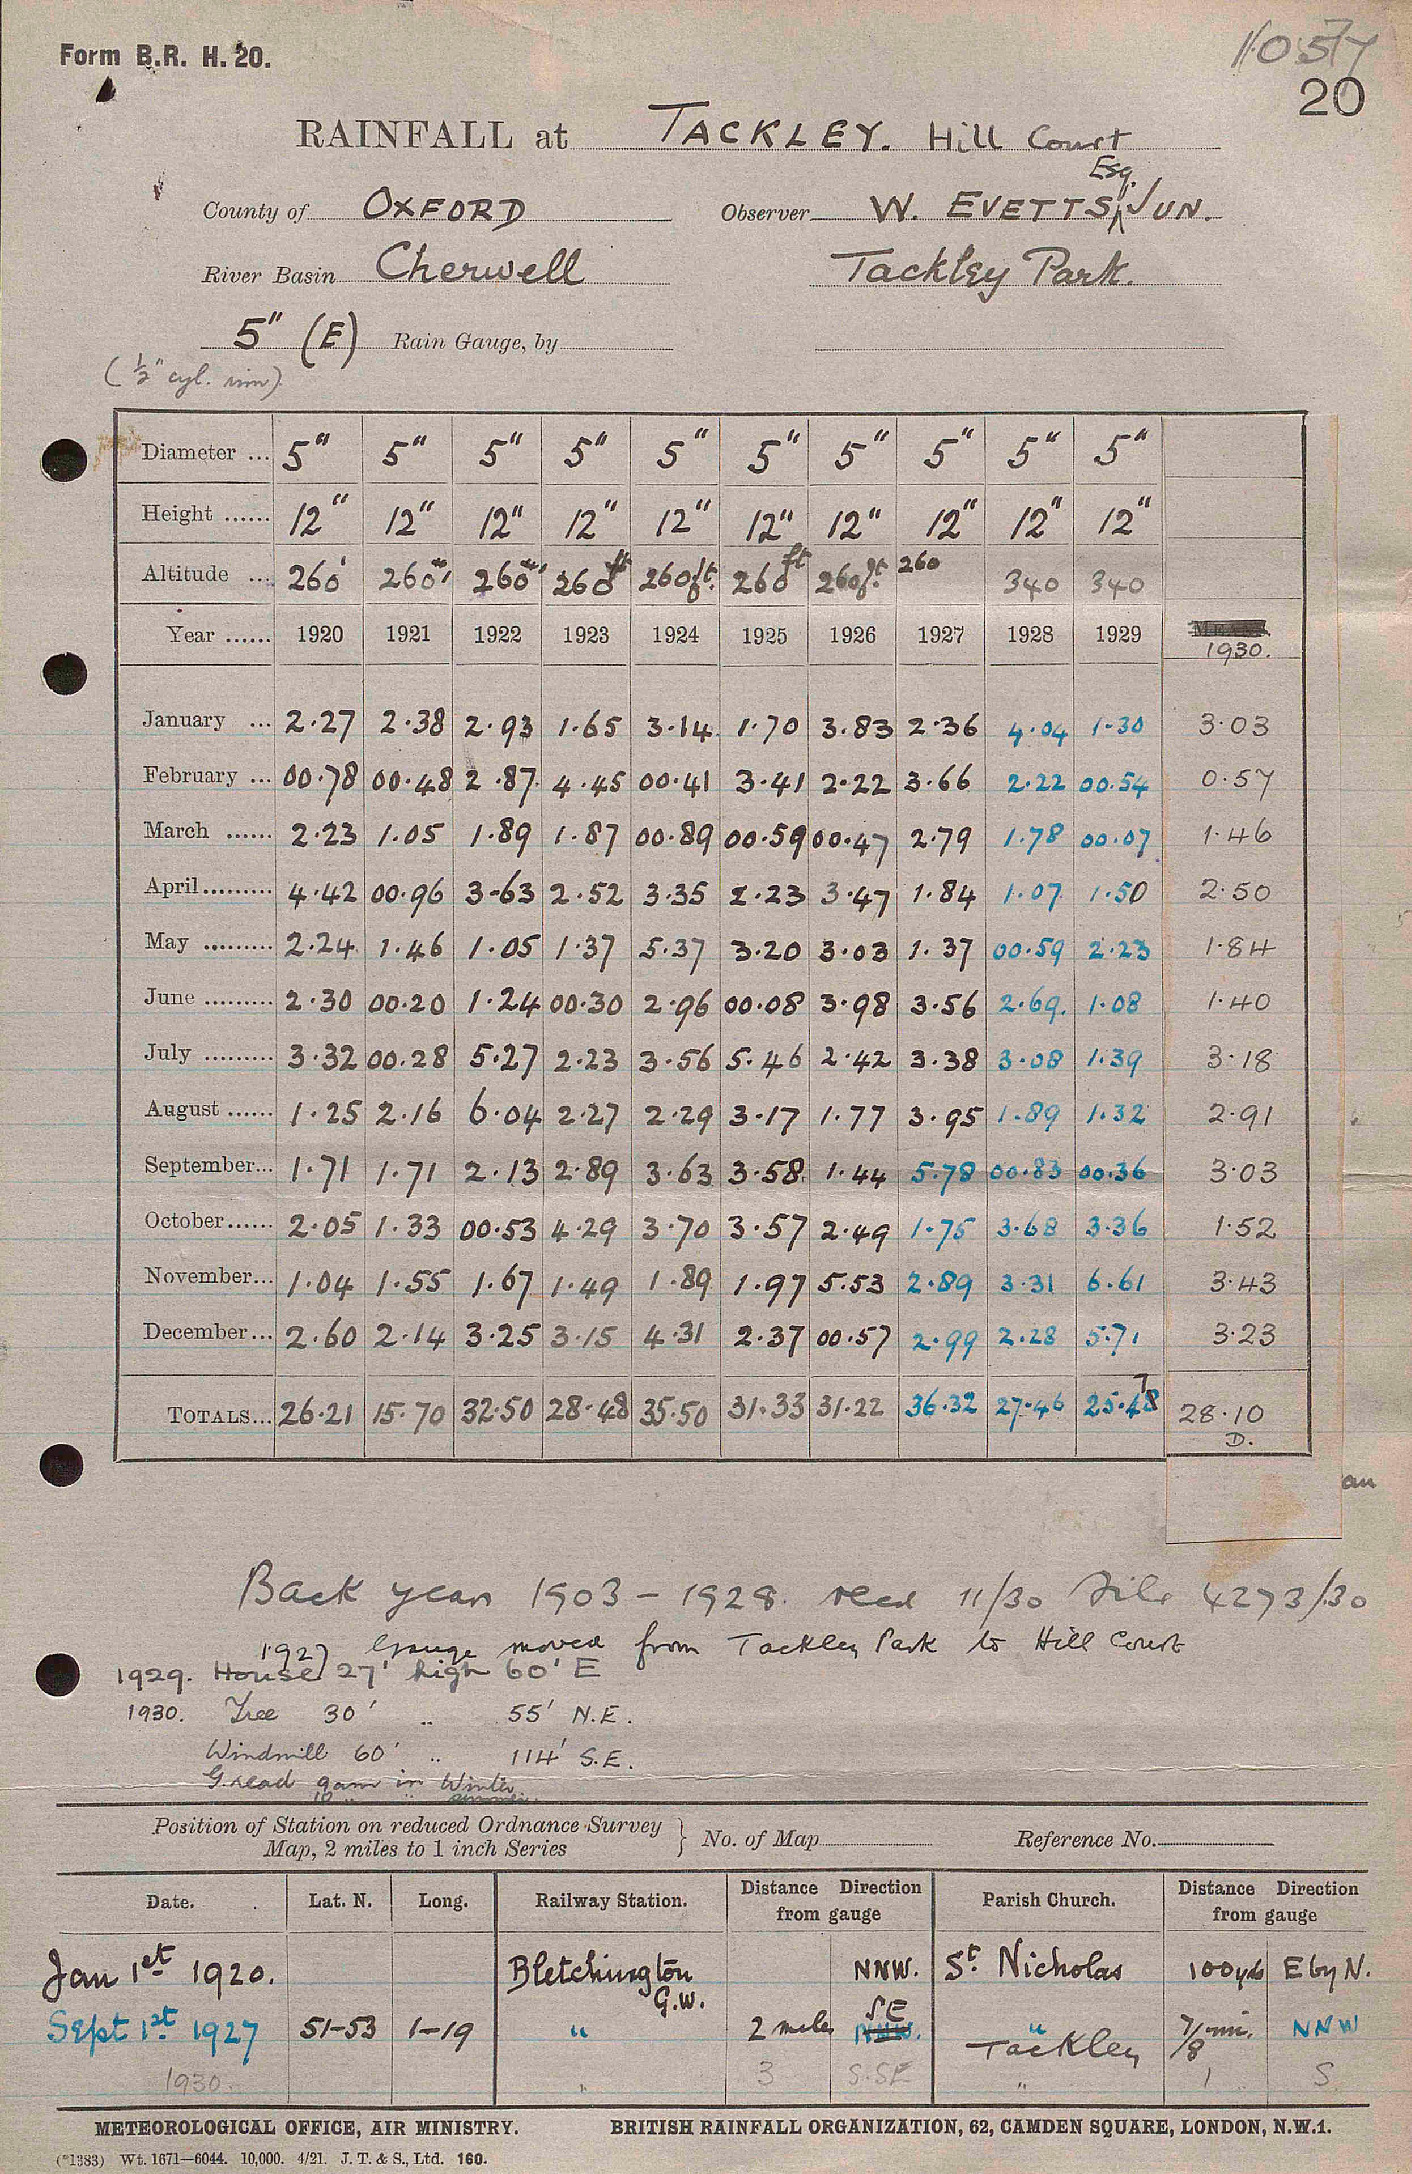 Form B.R. H. 20.
11057
20
RAINFALL at TACKLEY. Hill Court
County of OXFORD Observer W. EVETTS, Esq. JUN.
River Basin Cherwell Tackley Park.
5" (E) Rain Gauge, by
(½" cyl. rim)
Diameter ... 5" 5" 5" 5" 5" 5" 5" 5" 5" 5"
Height ...... 12" 12" 12" 12" 12" 12" 12" 12" 12" 12"
Altitude ... 260' 260' 260' 260ft 260ft. 260ft 260ft. 260 340 340
Year ...... 1920 1921 1922 1923 1924 1925 1926 1927 1928 1929 1930.
January ... 2.27 2.38 2.93 1.65 3.14 1.70 3.83 2.36 4.04 1.30 3.03
February ... 00.78 00.48 2.87 4.45 00.41 3.41 2.22 3.66 2.22 00.54 0.57
March ...... 2.23 1.05 1.89 1.87 00.89 00.59 00.47 2.79 1.78 00.07 1.46
April......... 4.42 00.96 3-63 2.52 3.35 2.23 3.47 1.84 1.07 1.50 2.50
May ......... 2.24 1.46 1.05 1.37 5.37 3.20 3.03 1.37 00.59 2.23 1.84
June ......... 2.30 00.20 1.24 00.30 2.96 00.08 3.98 3.56 2.69. 1.08 1.40
July ......... 3.32 00.28 5.27 2.23 3.56 5.46 2.42 3.38 3.08 1.39 3.18
August ...... 1.25 2.16 6.04 2.27 2.29 3.17 1.77 3.95 1.89 1.32 2.91
September... 1.71 1.71 2.13 2.89 3.63 3.58 1.44 5.78 00.83 00.36 3.03
October...... 2.05 1.33 00.53 4.29 3.70 3.57 2.49 1.75 3.68 3.36 1.52
November... 1.04 1.55 1.67 1.49 1.89 1.97 5.53 2.89 3.31 6.61 3.43
December... 2.60 2.14 3.25 3.15 4.31 2.37 00.57 2.99 2.28 5.71 3.23
TOTALS... 26.21 15.70 32.50 28.48 35.50 31.33 31.22 36.32 27.46 25.47 28.10
D.
an
Back years 1903 - 1928. recd 11/30 File 4273/30
1927 Gauge moved from Tackley Park to Hill Court
1929. House 27' high 60' E
1930. Tree 30' .. 55' N.E.
Windmill 60' .. 114' S.E.
G. read 9am in Winter
10 " " summer.
Position of Station on reduced Ordnance Survey Map, 2 miles to 1 inch Series } No. of Map Reference No.
Date. Lat. N. Long. Railway Station. Distance Direction from gauge Parish Church. Distance Direction from gauge
Jan 1st 1920. Bletchington G.W. NNW. St. Nicholas 100yds E by N.
Sept 1st 1927 51-53 1-19 " 2 miles SE NNW. " Tackley 7/8 mi. NNW
1930. " 3 S.SE " 1 S
METEOROLOGICAL OFFICE, AIR MINISTRY. BRITISH RAINFALL ORGANIZATION, 62, CAMDEN SQUARE, LONDON, N.W.1.
(*1383) Wt. 1671—6044. 10,000. 4/21. J. T. & S., Ltd. 160.